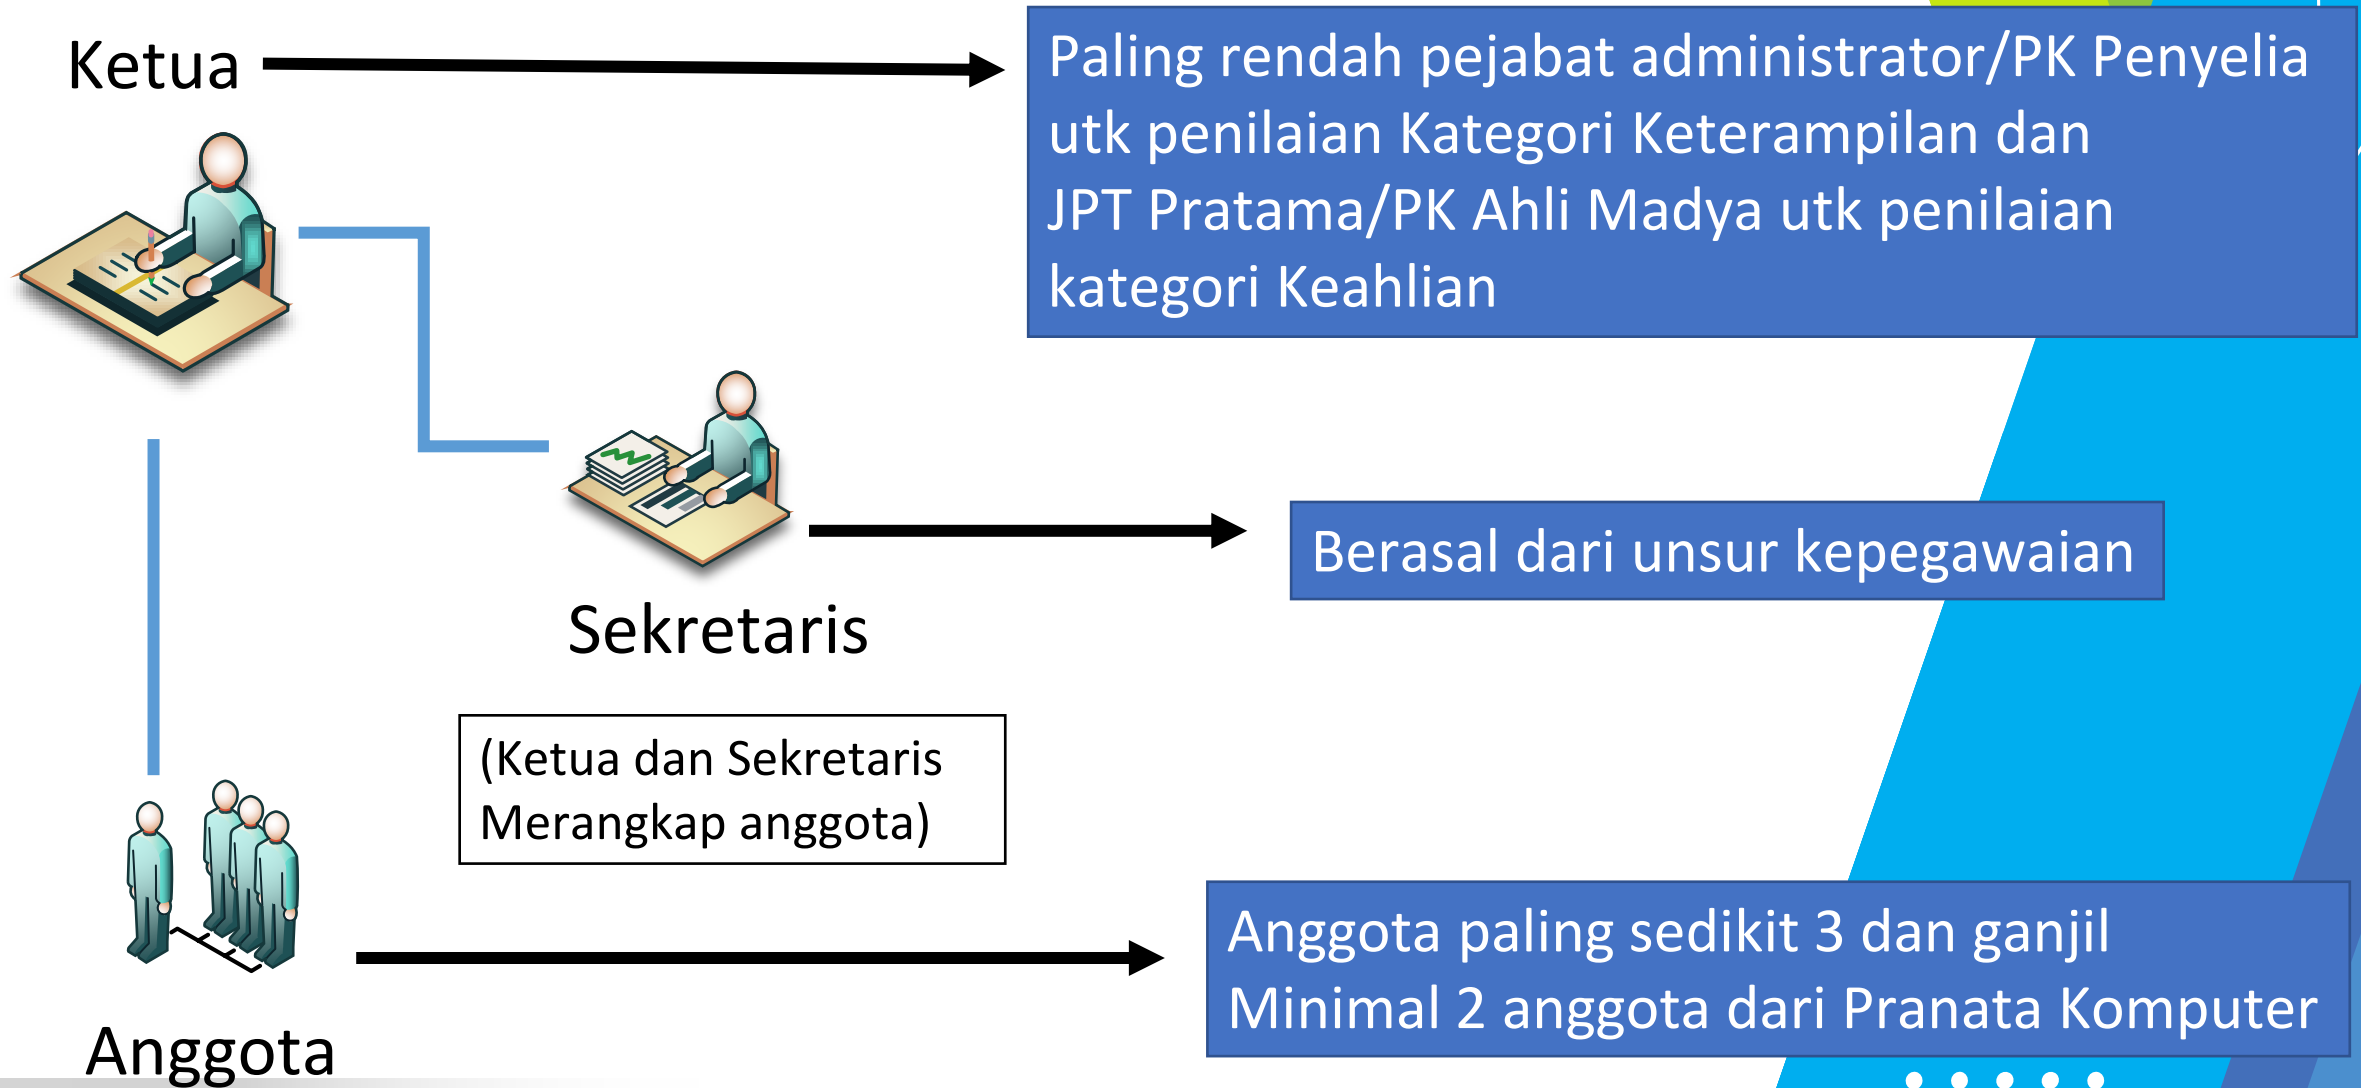 Ketua
Paling rendah pejabat administrator/PK Penyelia
utk penilaian Kategori Keterampilan dan
JPT Pratama/PK Ahli Madya utk penilaian
kategori Keahlian
Berasal dari unsur kepegawaian
Sekretaris
(Ketua dan Sekretaris
Merangkap anggota)
Anggota paling sedikit 3 dan ganjil
Minimal 2 anggota dari Pranata Komputer
Anggota